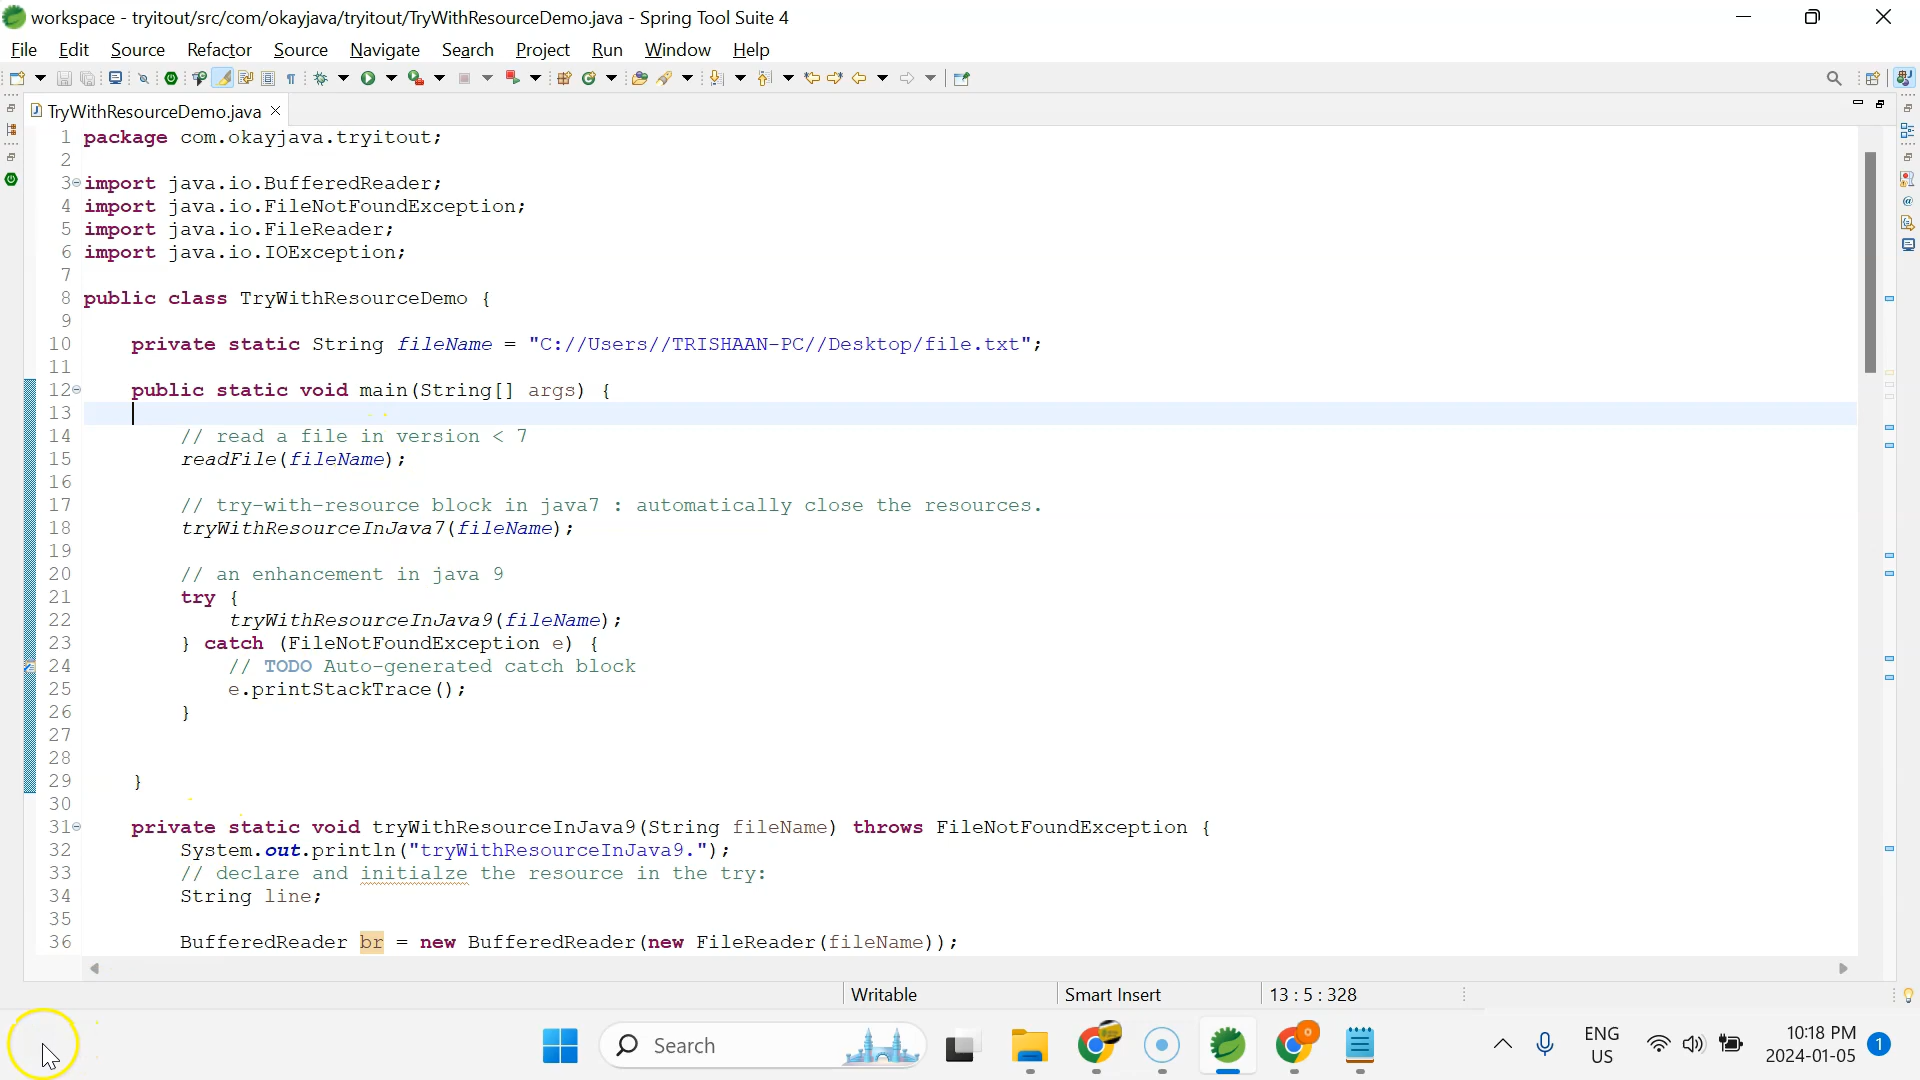 workspace - tryitout/src/com/okayjava/tryitout/TryWithResourceDemo.java - Spring Tool Suite 4
File Edit Source Refactor Source Navigate Search Project Run Window Help
TryWithResourceDemo.java
1 package com.okayjava.tryitout;
2
3 import java.io.BufferedReader;
4 import java.io.FileNotFoundException;
5 import java.io.FileReader;
6 import java.io.IOException;
7
8 public class TryWithResourceDemo {
9
10 private static String fileName = "C://Users//TRISHAAN-PC//Desktop/file.txt";
11
12 public static void main(String[] args) {
13
14 // read a file in version < 7
15 readFile(fileName);
16
17 // try-with-resource block in java7 : automatically close the resources.
18 tryWithResourceInJava7(fileName);
19
20 // an enhancement in java 9
21 try {
22 tryWithResourceInJava9(fileName);
23 } catch (FileNotFoundException e) {
24 // TODO Auto-generated catch block
25 e.printStackTrace();
26 }
27
28
29 }
30
31 private static void tryWithResourceInJava9(String fileName) throws FileNotFoundException {
32 System.out.println("tryWithResourceInJava9.");
33 // declare and initialze the resource in the try:
34 String line;
35
36 BufferedReader br = new BufferedReader(new FileReader(fileName));
Writable Smart Insert 13 : 5 : 328
Search
ENG
US
10:18 PM
2024-01-05
1